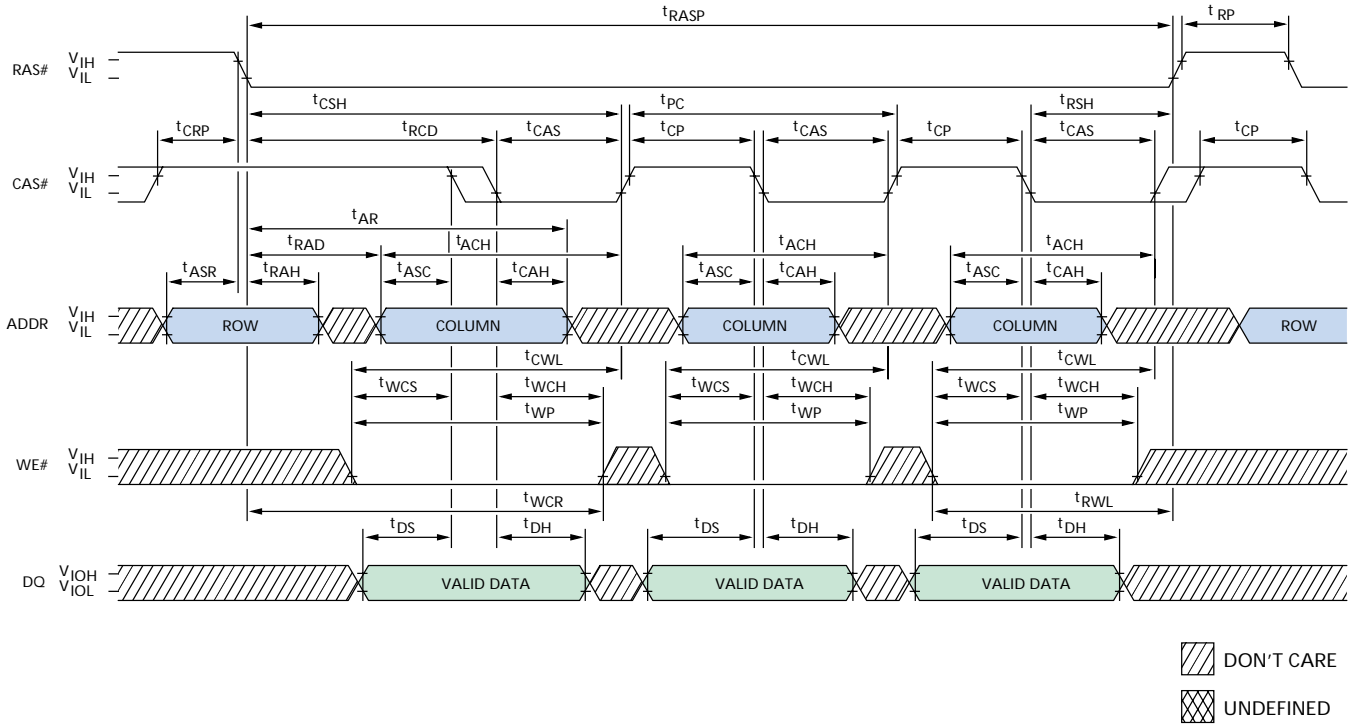 tRASP
tRP
RAS#
VIH
VIL
tCSH
tPC
tRSH
tCRP
tRCD
tCAS
tCP
tCAS
tCP
tCAS
tCP
CAS#
VIH
VIL
tAR
tRAD
tACH
tACH
tACH
tASR
tRAH
tASC
tCAH
tASC
tCAH
tASC
tCAH
ADDR
VIH
VIL
ROW
COLUMN
COLUMN
COLUMN
ROW
tCWL
tCWL
tCWL
tWCS
tWCH
tWCS
tWCH
tWCS
tWCH
tWP
tWP
tWP
WE#
VIH
VIL
tWCR
tRWL
tDS
tDH
tDS
tDH
tDS
tDH
DQ
VIOH
VIOL
VALID DATA
VALID DATA
VALID DATA
DON'T CARE
UNDEFINED